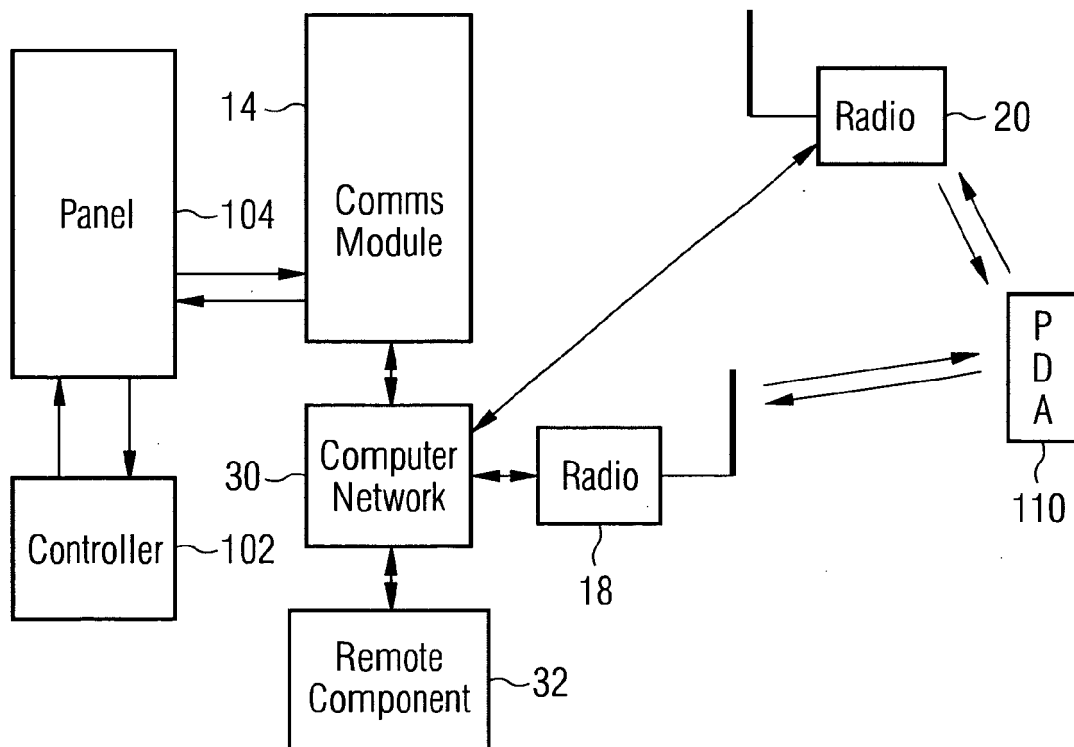 14
Radio
20
Panel
104
Comms
Module
P
D
A
110
30
Computer
Network
Radio
18
Controller
102
Remote
Component
32